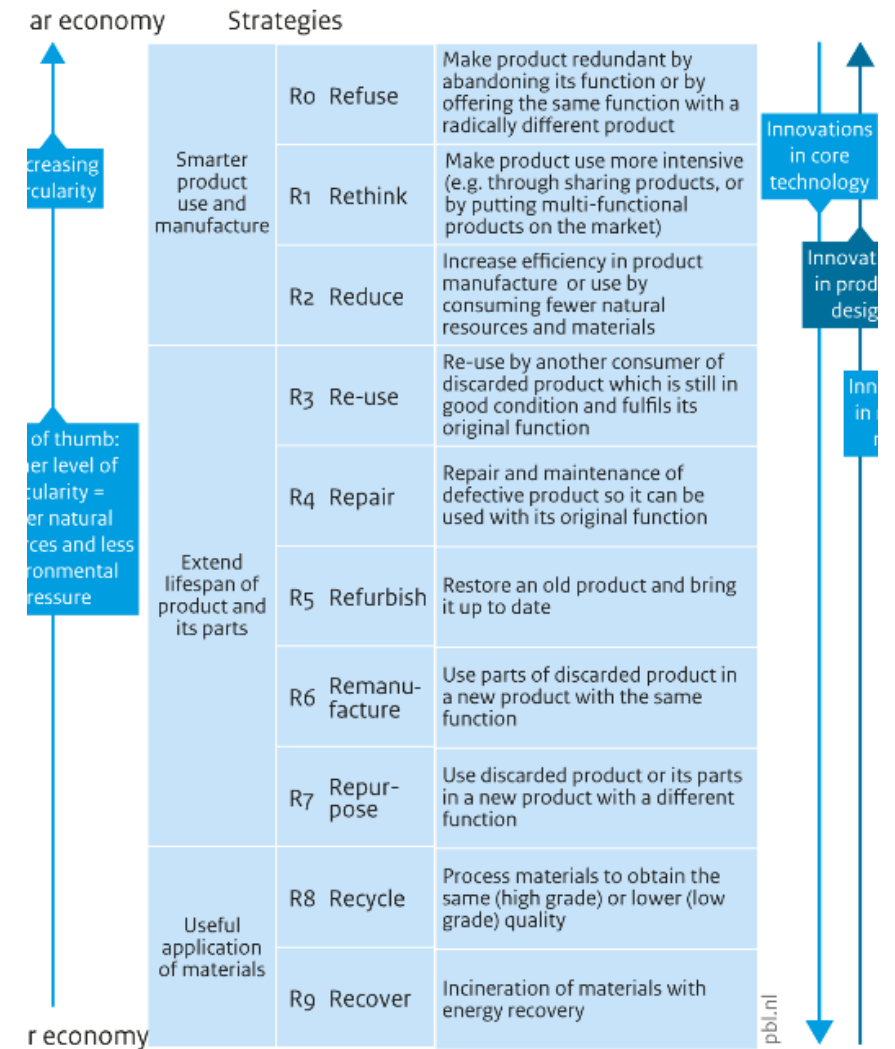 ar economy
Strategies
creasing
rcularity
of thumb:
er level of
cularity =
er natural
rces and less
ronmental
ressure
r economy
Smarter
product
use and
manufacture
R0 Refuse
Make product redundant by
abandoning its function or by
offering the same function with a
radically different product
R1 Rethink
Make product use more intensive
(e.g. through sharing products, or
by putting multi-functional
products on the market)
R2 Reduce
Increase efficiency in product
manufacture or use by
consuming fewer natural
resources and materials
Extend
lifespan of
product and
its parts
R3 Re-use
Re-use by another consumer of
discarded product which is still in
good condition and fulfils its
original function
R4 Repair
Repair and maintenance of
defective product so it can be
used with its original function
R5 Refurbish
Restore an old product and bring
it up to date
R6 Remanu-
facture
Use parts of discarded product in
a new product with the same
function
R7 Repur-
pose
Use discarded product or its parts
in a new product with a different
function
Useful
application
of materials
R8 Recycle
Process materials to obtain the
same (high grade) or lower (low
grade) quality
R9 Recover
Incineration of materials with
energy recovery
Innovations
in core
technology
Innovat
in prod
desig
Inn
in
pbl.nl